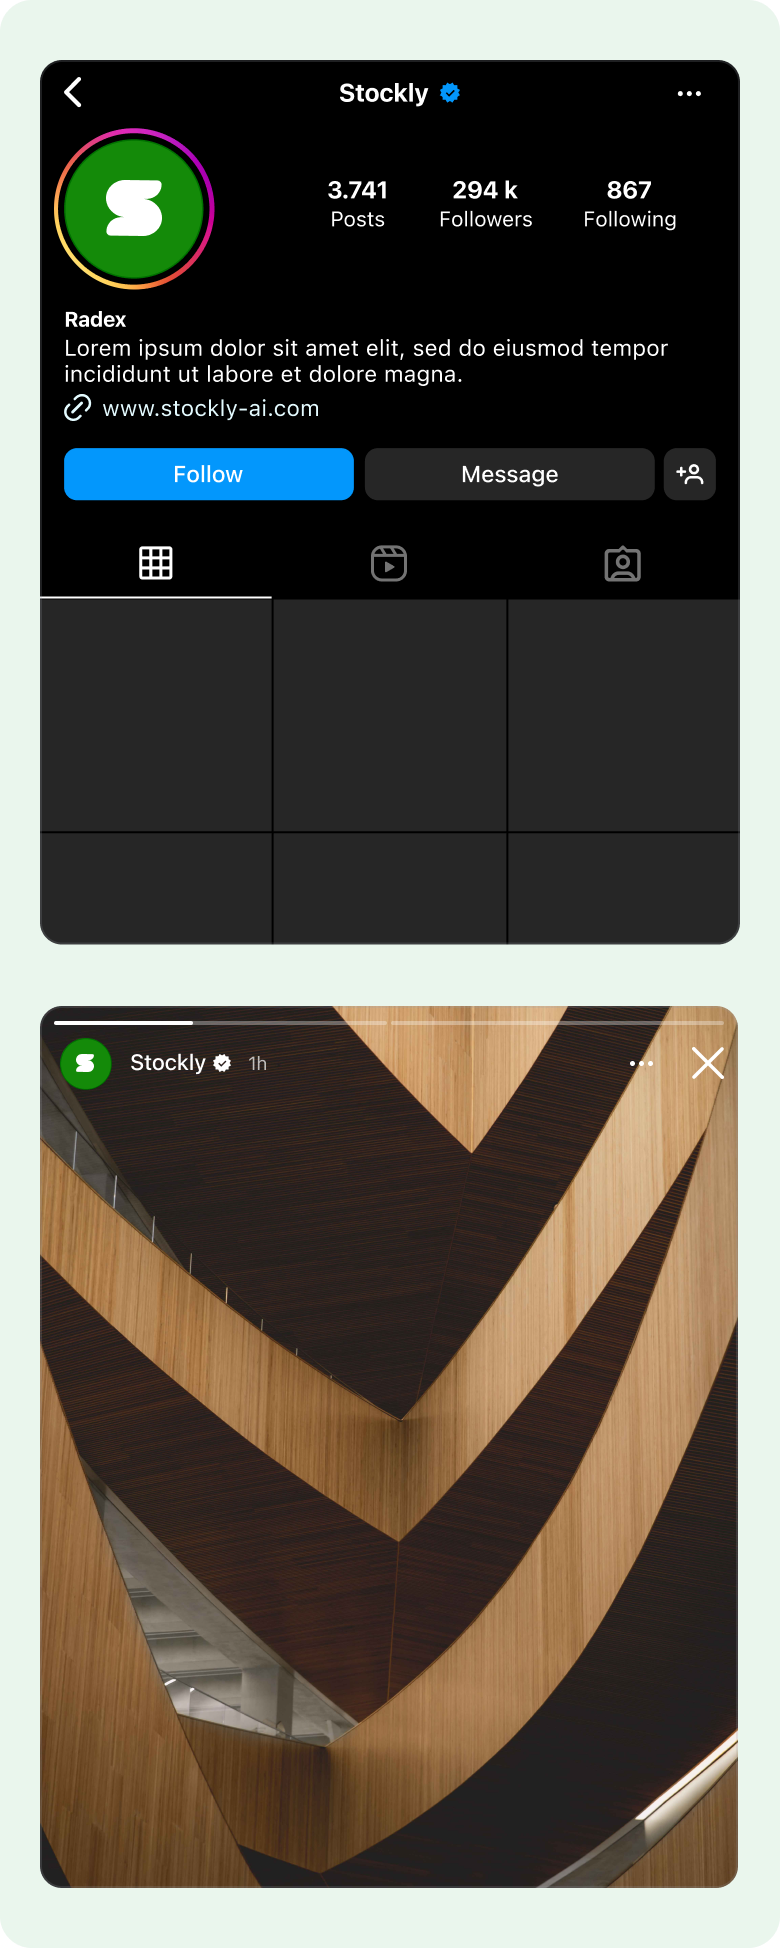 Stockly
3.741 294 k 867
Posts Followers Following
Radex
Lorem ipsum dolor sit amet elit, sed do eiusmod tempor
incididunt ut labore et dolore magna.
www.stockly-ai.com
Follow Message
Stockly 1h